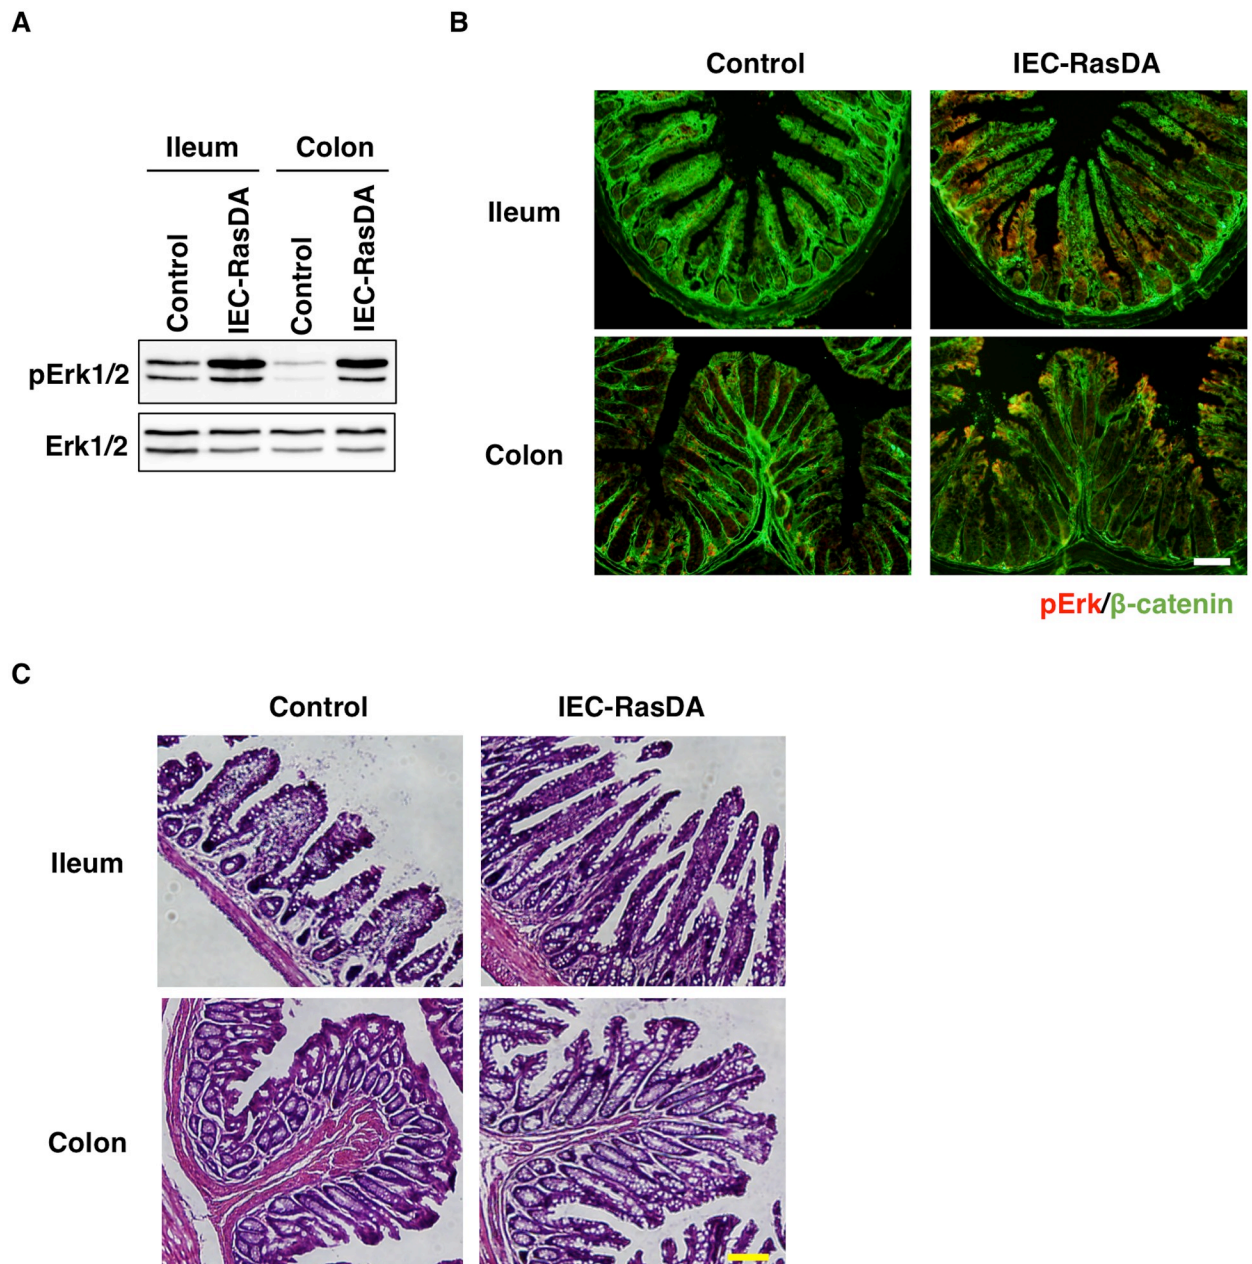 A
B
Control
IEC-RasDA
Ileum
Colon
Control
IEC-RasDA
Control
IEC-RasDA
pErk1/2
Erk1/2
Ileum
Colon
pErk/β-catenin
C
Control
IEC-RasDA
Ileum
Colon